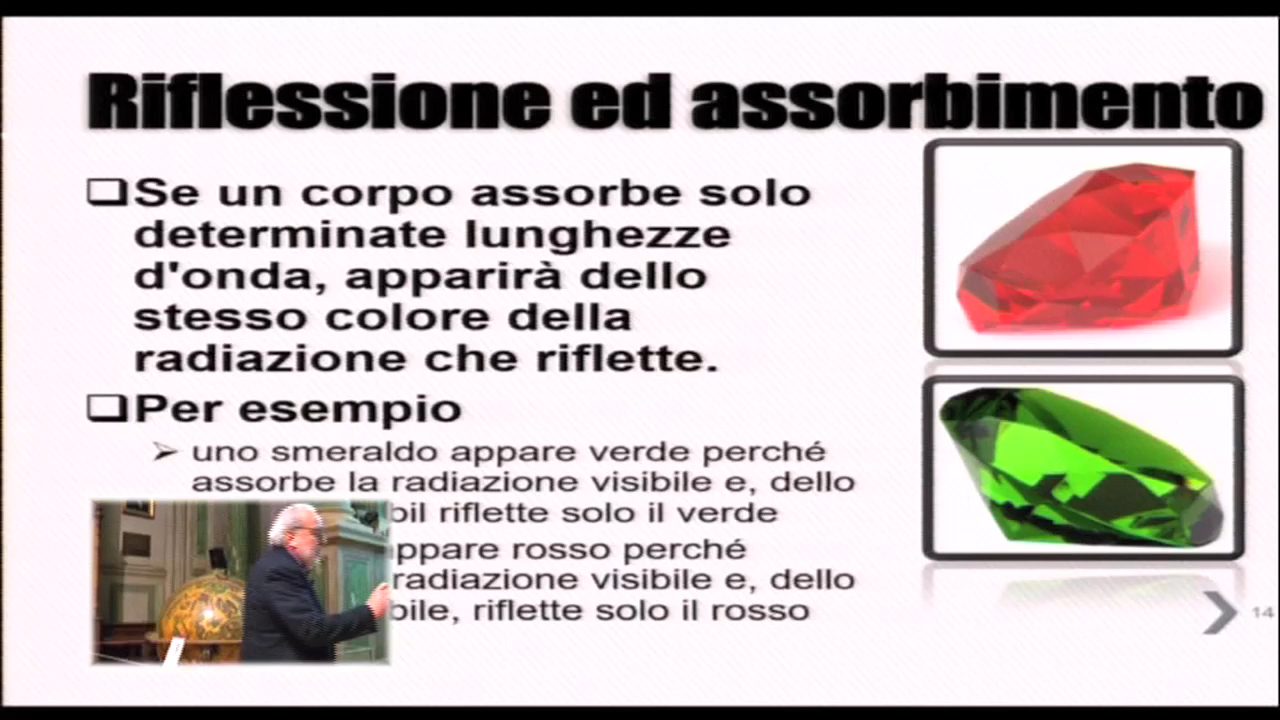 Riflessione ed assorbimento
❑Se un corpo assorbe solo
determinate lunghezze
d'onda, apparirà dello
stesso colore della
radiazione che riflette.
❑Per esempio
➢ uno smeraldo appare verde perché
assorbe la radiazione visibile e, dello
bil riflette solo il verde
appare rosso perché
radiazione visibile e, dello
bile, riflette solo il rosso
14